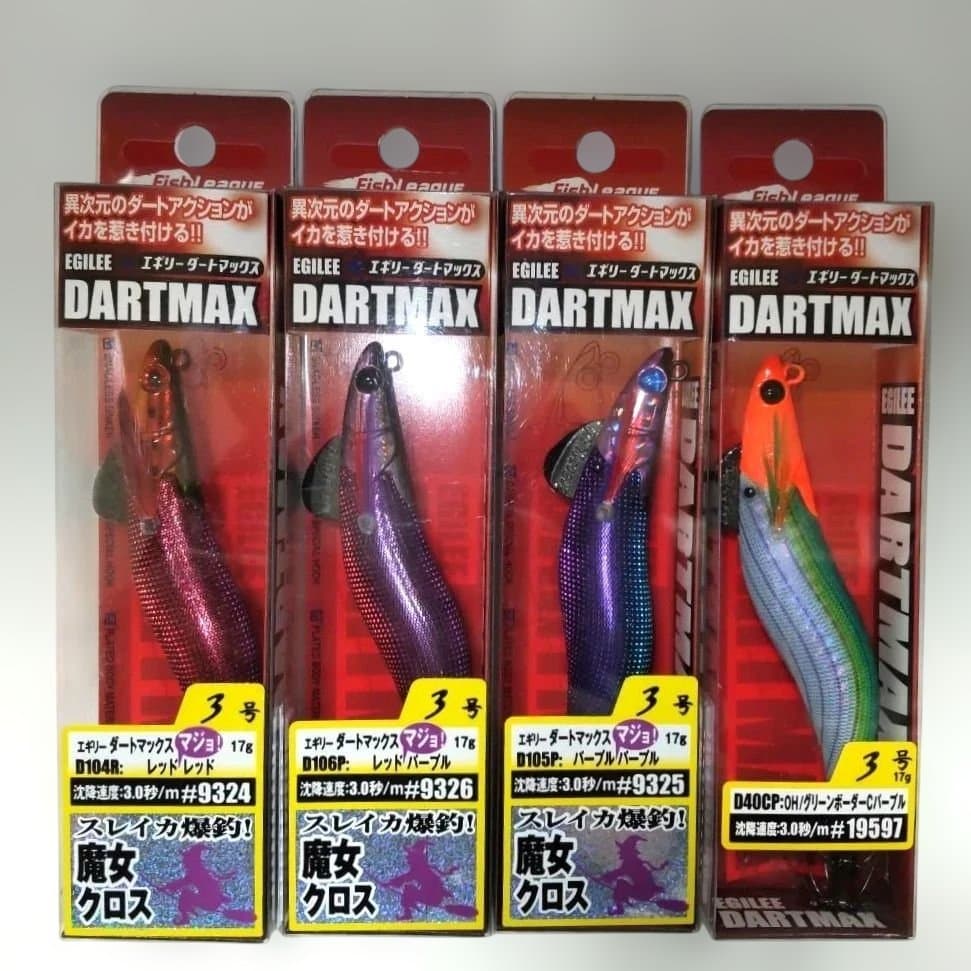 FishLeague
異次元のダートアクションが
イカを惹き付ける!!
EGILEE エギリーダートマックス
DARTMAX
3号
エギリー ダートマックス マジョ! 17g
D104R: レッドレッド
沈降速度:3.0秒/m #9324
スレイカ爆釣!
魔女
クロス
FishLeague
異次元のダートアクションが
イカを惹き付ける!!
EGILEE エギリーダートマックス
DARTMAX
3号
エギリー ダートマックス マジョ! 17g
D106P: レッドパープル
沈降速度:3.0秒/m #9326
スレイカ爆釣!
魔女
クロス
FishLeague
異次元のダートアクションが
イカを惹き付ける!!
EGILEE エギリーダートマックス
DARTMAX
DARTMA
3号
エギリー ダートマックス マジョ! 17g
D105P: パープルパープル
沈降速度:3.0秒/m #9325
スレイカ爆釣!
魔女
クロス
FishLeague
異次元のダートアクションが
イカを惹き付ける!!
EGILEE エギリーダートマックス
DARTMAX
EGILEE DARTMAX
3号
17g
D40CP:OH/グリーンボーダーCパープル
沈降速度:3.0秒/m #19597
EGILEE
DARTMAX